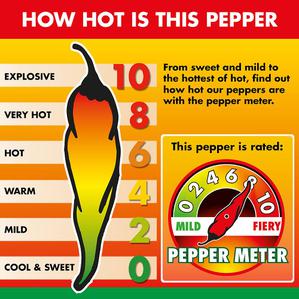 HOW HOT IS THIS PEPPER
EXPLOSIVE 10
VERY HOT 8
HOT 6
WARM 4
MILD 2
COOL & SWEET 0
From sweet and mild to
the hottest of hot, find out
how hot our peppers are
with the pepper meter.
This pepper is rated:
0 2 4 6 8 10
MILD FIERY
PEPPER METER